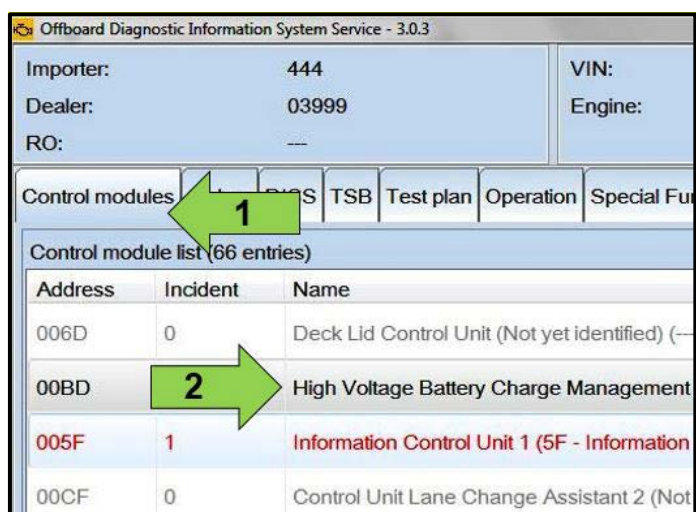 Offboard Diagnostic Information System Service - 3.0.3
Importer: 444 VIN:
Dealer: 03999 Engine:
RO: ---
Control modules TSB Test plan Operation Special Fu
1
Control module list (66 entries)
Address Incident Name
006D 0 Deck Lid Control Unit (Not yet identified) (---
00BD 2 High Voltage Battery Charge Management
005F 1 Information Control Unit 1 (5F - Information
00CF 0 Control Unit Lane Change Assistant 2 (Not